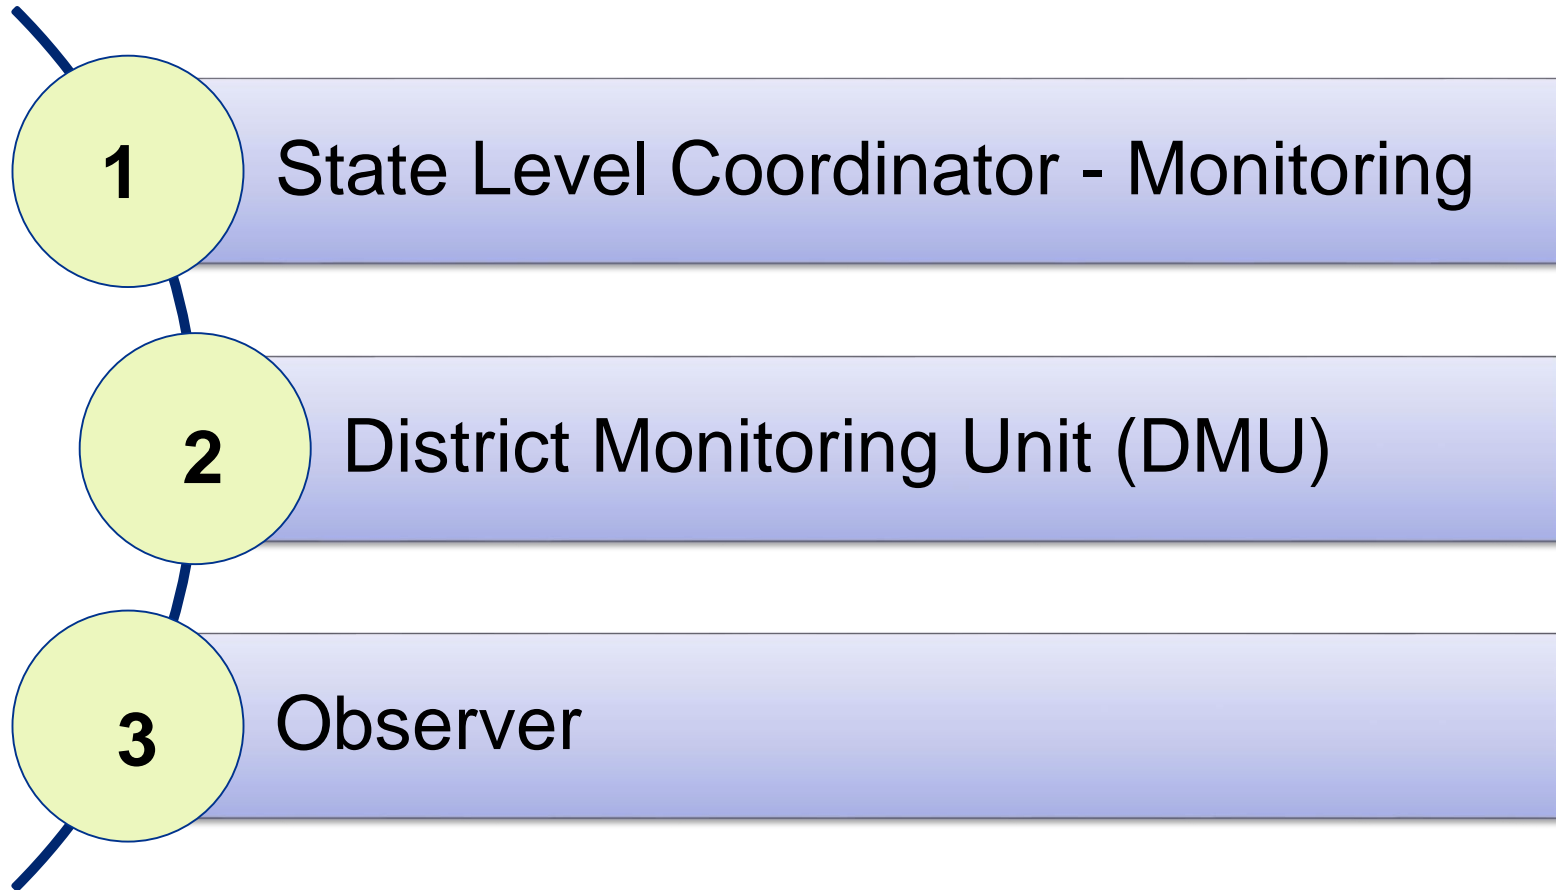 1
State Level Coordinator - Monitoring
2
District Monitoring Unit (DMU)
3
Observer